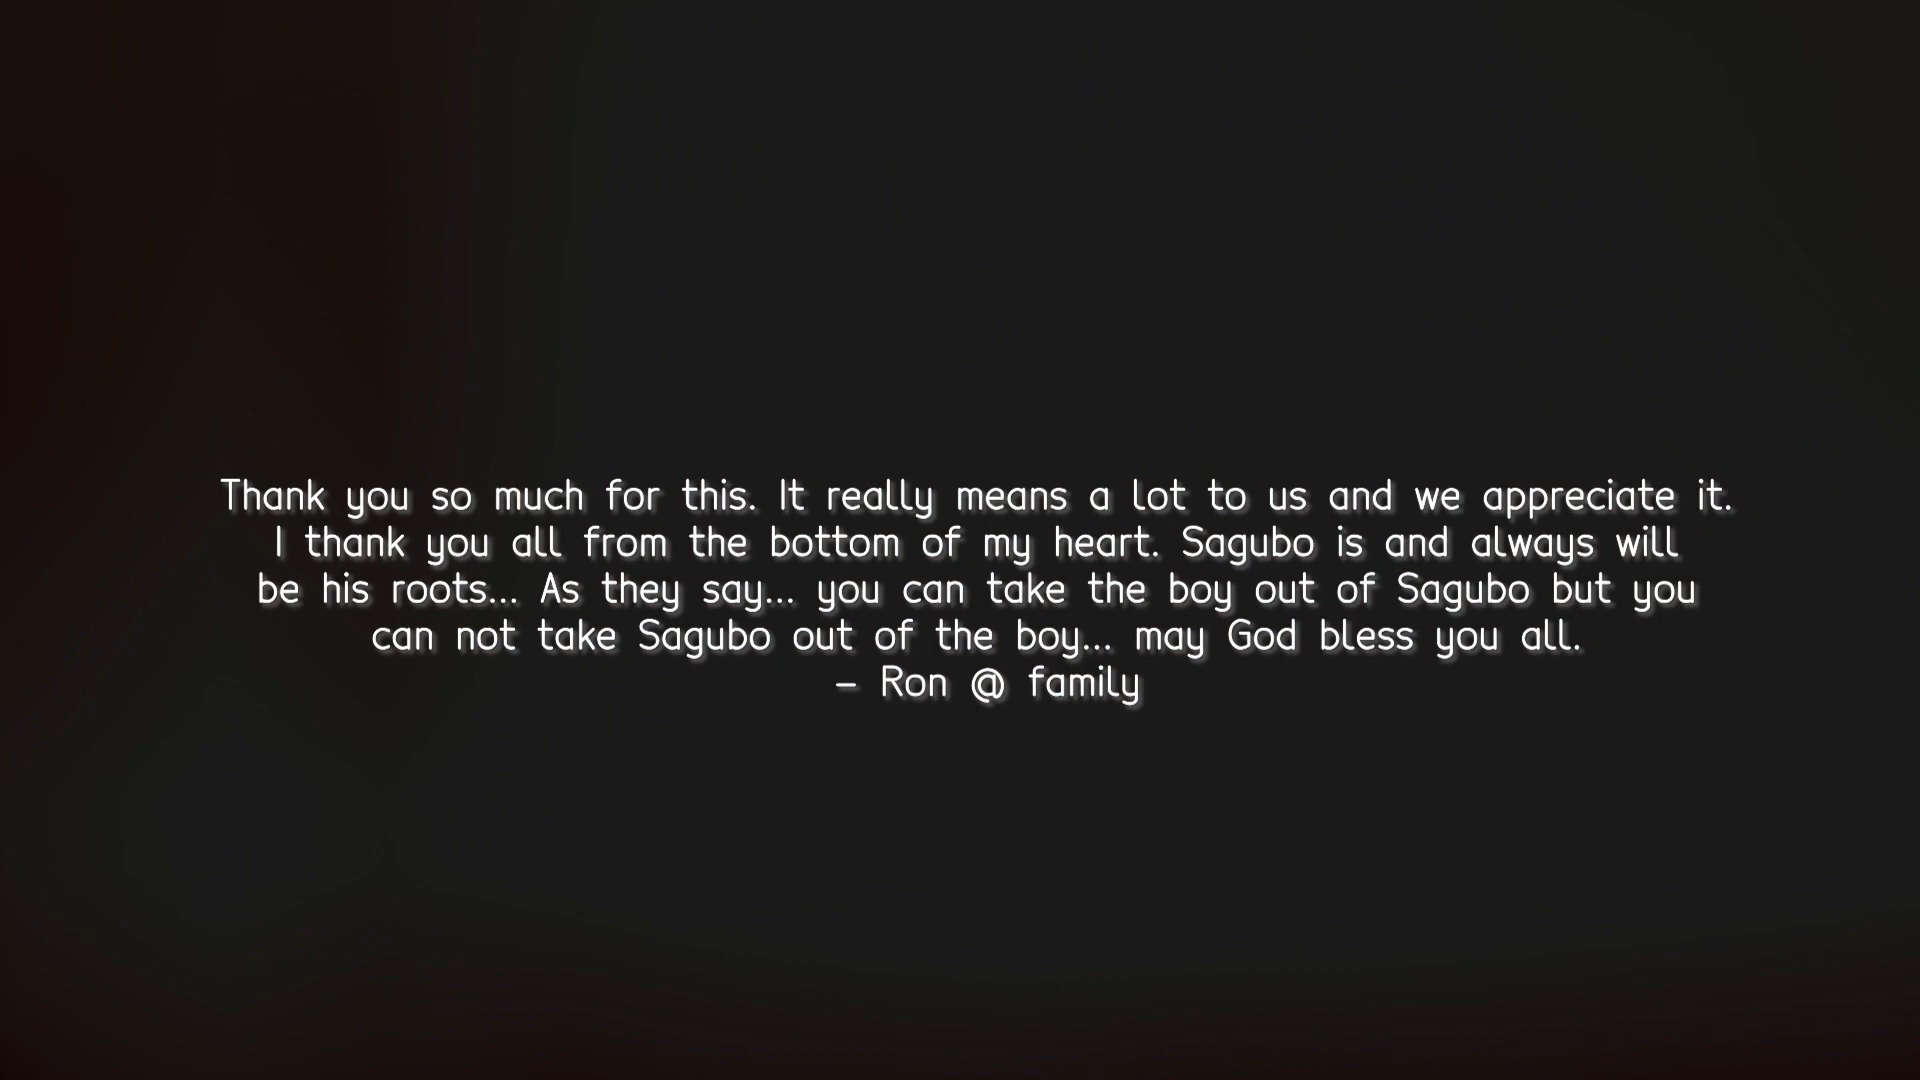 Thank you so much for this. It really means a lot to us and we appreciate it.
I thank you all from the bottom of my heart. Sagubo is and always will
be his roots... As they say... you can take the boy out of Sagubo but you
can not take Sagubo out of the boy... may God bless you all.
– Ron @ family